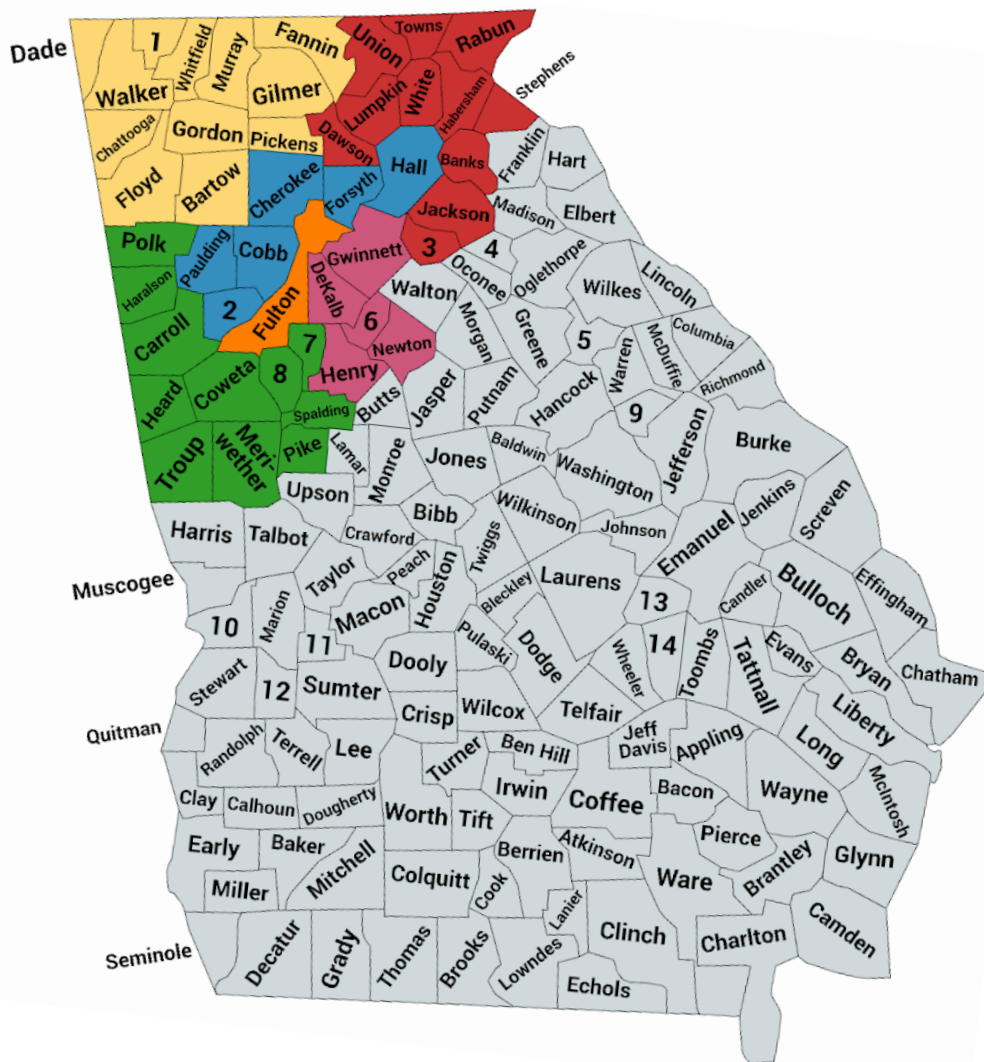 Towns
Union
Rabun
Fannin
Dade
1
Whitfield
Murray
Stephens
Walker
Gilmer
Lumpkin
White
Habersham
Chattooga
Gordon
Pickens
Dawson
Hall
Banks
Franklin
Hart
Floyd
Bartow
Cherokee
Forsyth
Jackson
Madison
Elbert
Polk
Paulding
Cobb
Gwinnett
3
4
Oconee
Oglethorpe
Haralson
DeKalb
Walton
Wilkes
Lincoln
2
Fulton
6
Carroll
7
Newton
Morgan
Greene
5
Warren
McDuffie
Columbia
Heard
Coweta
8
Henry
Butts
Jasper
Putnam
Hancock
Richmond
Spalding
9
Troup
Meri-
wether
Pike
Lamar
Monroe
Jones
Baldwin
Washington
Jefferson
Burke
Upson
Bibb
Wilkinson
Jenkins
Screven
Harris
Talbot
Crawford
Twiggs
Johnson
Emanuel
Muscogee
Taylor
Peach
Houston
Bleckley
Laurens
Candler
Bulloch
Effingham
10
Marion
11
Macon
Pulaski
Dodge
13
Stewart
12
Sumter
Dooly
Wheeler
14
Toombs
Tattnall
Evans
Bryan
Chatham
Quitman
Randolph
Terrell
Lee
Crisp
Wilcox
Telfair
Jeff
Davis
Appling
Long
Liberty
Clay
Calhoun
Dougherty
Turner
Ben Hill
Irwin
Coffee
Bacon
Wayne
McIntosh
Worth
Tift
Early
Baker
Mitchell
Berrien
Atkinson
Pierce
Brantley
Glynn
Miller
Colquitt
Cook
Ware
Seminole
Decatur
Grady
Thomas
Brooks
Lowndes
Lanier
Clinch
Charlton
Camden
Echols